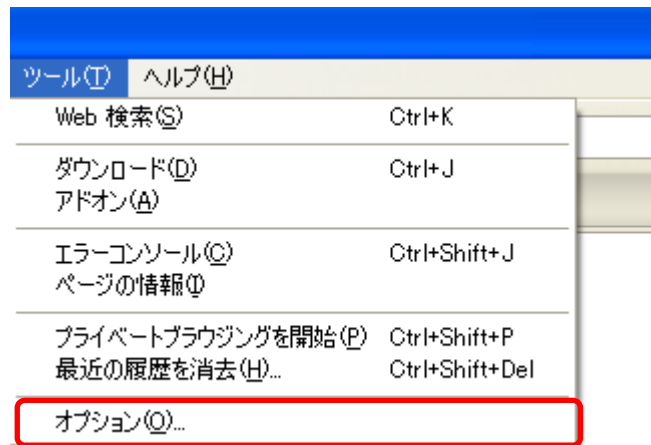 ツール(T) ヘルプ(H)
Web 検索(S) Ctrl+K
ダウンロード(D) Ctrl+J
アドオン(A)
エラーコンソール(C) Ctrl+Shift+J
ページの情報(I)
プライベートブラウジングを開始(P) Ctrl+Shift+P
最近の履歴を消去(H)... Ctrl+Shift+Del
オプション(O)...